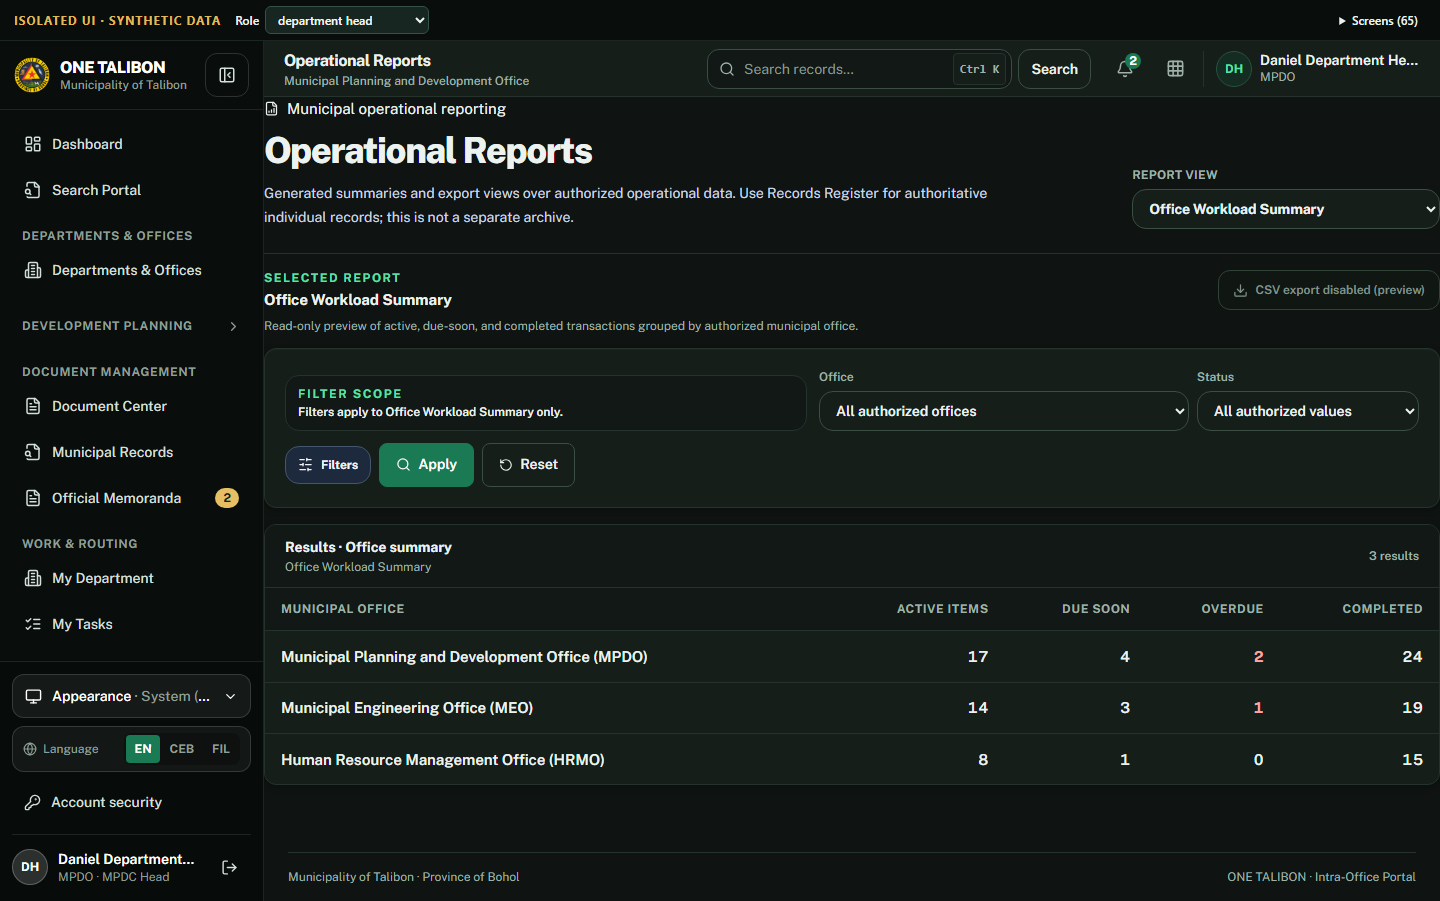 ISOLATED UI · SYNTHETIC DATA Role department head Screens (65)
ONE TALIBON
Municipality of Talibon
Operational Reports
Municipal Planning and Development Office
Search records... Ctrl K Search
2
DH
Daniel Department He...
MPDO
Dashboard
Search Portal
DEPARTMENTS & OFFICES
Departments & Offices
DEVELOPMENT PLANNING
DOCUMENT MANAGEMENT
Document Center
Municipal Records
Official Memoranda 2
WORK & ROUTING
My Department
My Tasks
Appearance · System (...
Language EN CEB FIL
Account security
DH
Daniel Department...
MPDO · MPDC Head
Municipal operational reporting
Operational Reports
Generated summaries and export views over authorized operational data. Use Records Register for authoritative
individual records; this is not a separate archive.
REPORT VIEW
Office Workload Summary
SELECTED REPORT
Office Workload Summary
Read-only preview of active, due-soon, and completed transactions grouped by authorized municipal office.
CSV export disabled (preview)
FILTER SCOPE
Filters apply to Office Workload Summary only.
Office
All authorized offices
Status
All authorized values
Filters Apply Reset
Results · Office summary
Office Workload Summary
3 results
MUNICIPAL OFFICE ACTIVE ITEMS DUE SOON OVERDUE COMPLETED
Municipal Planning and Development Office (MPDO) 17 4 2 24
Municipal Engineering Office (MEO) 14 3 1 19
Human Resource Management Office (HRMO) 8 1 0 15
Municipality of Talibon · Province of Bohol
ONE TALIBON · Intra-Office Portal